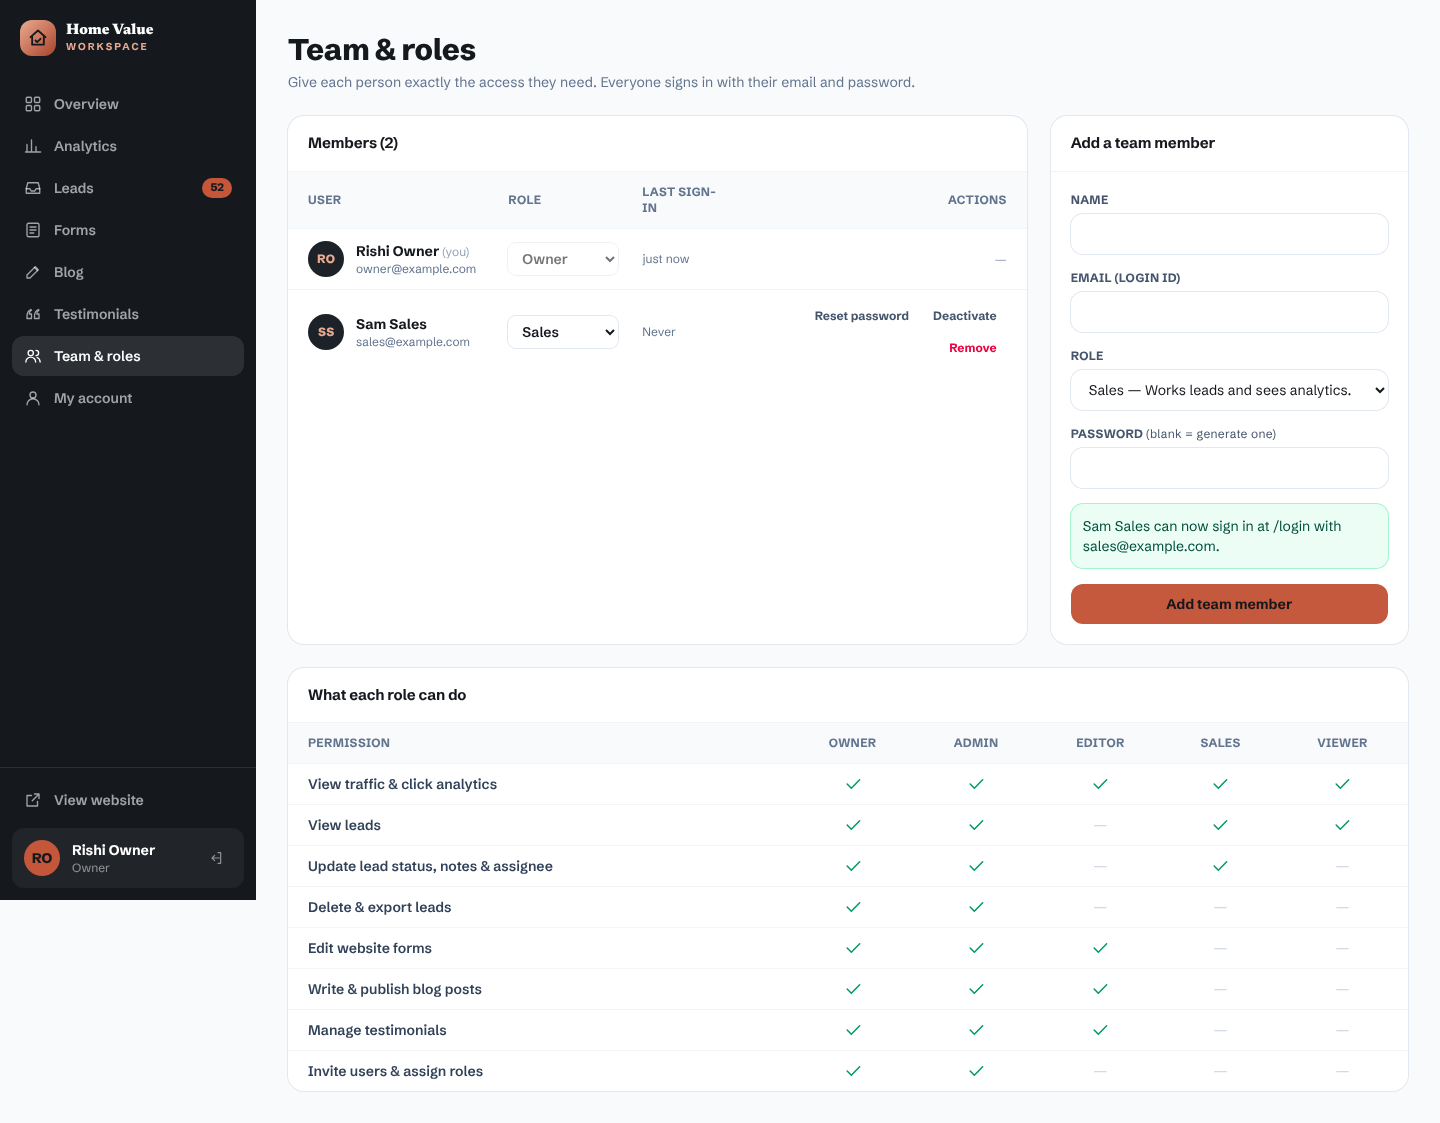 Home Value
WORKSPACE
Overview
Analytics
Leads 52
Forms
Blog
Testimonials
Team & roles
My account
View website
RO Rishi Owner
Owner
Team & roles
Give each person exactly the access they need. Everyone signs in with their email and password.
Members (2)
USER ROLE LAST SIGN-IN ACTIONS
RO Rishi Owner (you) Owner just now —
owner@example.com
SS Sam Sales Sales Never Reset password Deactivate
sales@example.com Remove
Add a team member
NAME
EMAIL (LOGIN ID)
ROLE
Sales — Works leads and sees analytics.
PASSWORD (blank = generate one)
Sam Sales can now sign in at /login with
sales@example.com.
Add team member
What each role can do
PERMISSION OWNER ADMIN EDITOR SALES VIEWER
View traffic & click analytics ✓ ✓ ✓ ✓ ✓
View leads ✓ ✓ — ✓ ✓
Update lead status, notes & assignee ✓ ✓ — ✓ —
Delete & export leads ✓ ✓ — — —
Edit website forms ✓ ✓ ✓ — —
Write & publish blog posts ✓ ✓ ✓ — —
Manage testimonials ✓ ✓ ✓ — —
Invite users & assign roles ✓ ✓ — — —